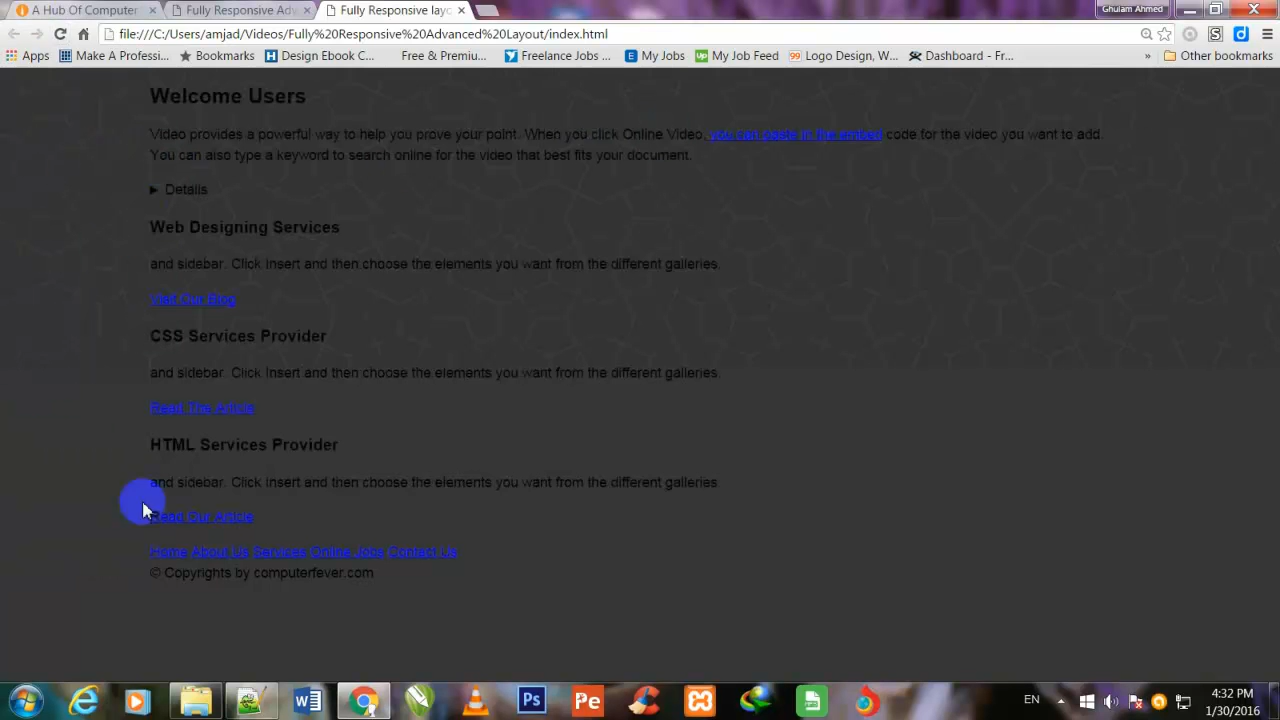 A Hub Of Computer
Fully Responsive Adv
Fully Responsive layo
Ghulam Ahmed
file:///C:/Users/amjad/Videos/Fully%20Responsive%20Advanced%20Layout/index.html
Apps
Make A Professi...
Bookmarks
Design Ebook C...
Free & Premiu...
Freelance Jobs ...
My Jobs
My Job Feed
Logo Design, W...
Dashboard - Fr...
»
Other bookmarks
Welcome Users
Video provides a powerful way to help you prove your point. When you click Online Video, you can paste in the embed code for the video you want to add.
You can also type a keyword to search online for the video that best fits your document.
Details
Web Designing Services
and sidebar. Click Insert and then choose the elements you want from the different galleries.
Visit Our Blog
CSS Services Provider
and sidebar. Click Insert and then choose the elements you want from the different galleries.
Read The Article
HTML Services Provider
and sidebar. Click Insert and then choose the elements you want from the different galleries.
Read Our Article
Home About Us Services Online Jobs Contact Us
© Copyrights by computerfever.com
EN
4:32 PM
1/30/2016